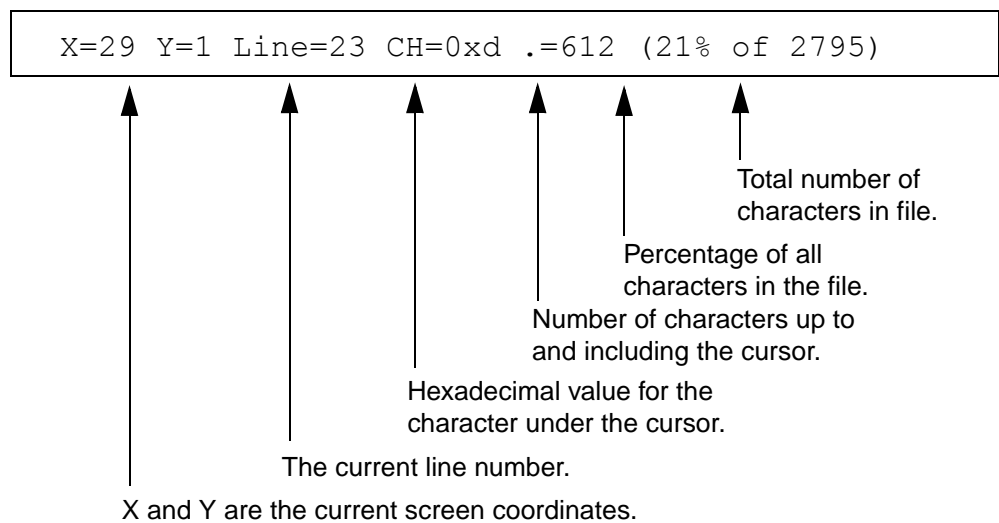 X=29 Y=1 Line=23 CH=0xd .=612 (21% of 2795)
Total number of
characters in file.
Percentage of all
characters in the file.
Number of characters up to
and including the cursor.
Hexadecimal value for the
character under the cursor.
The current line number.
X and Y are the current screen coordinates.